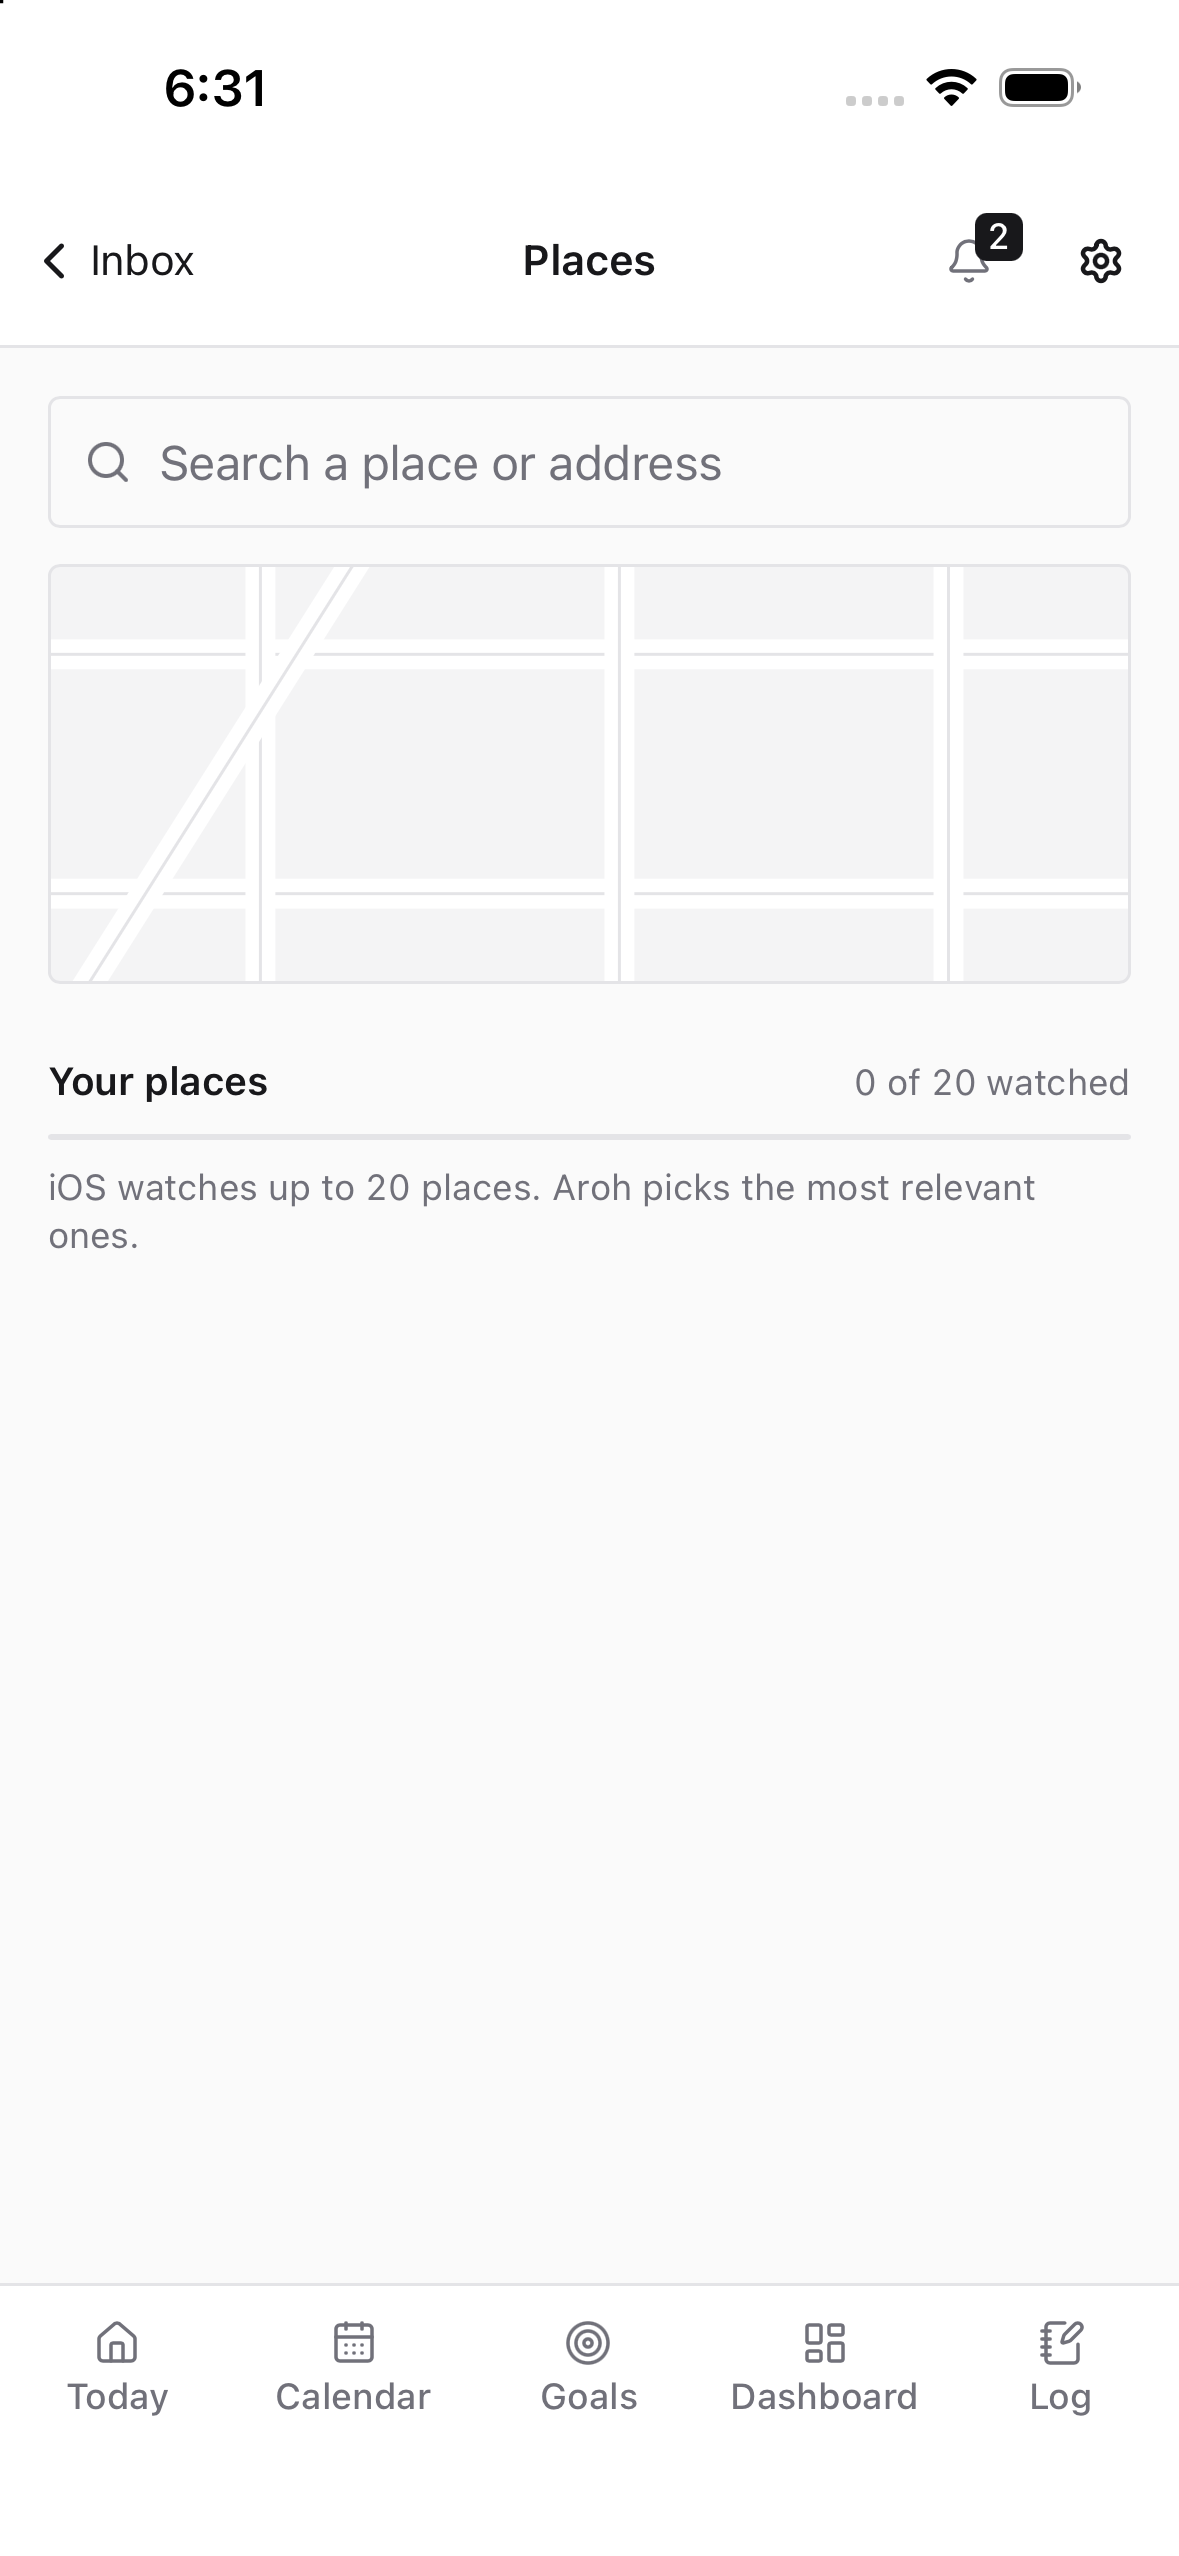 6:31
Inbox
Places
2
Search a place or address
Your places
0 of 20 watched
iOS watches up to 20 places. Aroh picks the most relevant
ones.
Today
Calendar
Goals
Dashboard
Log